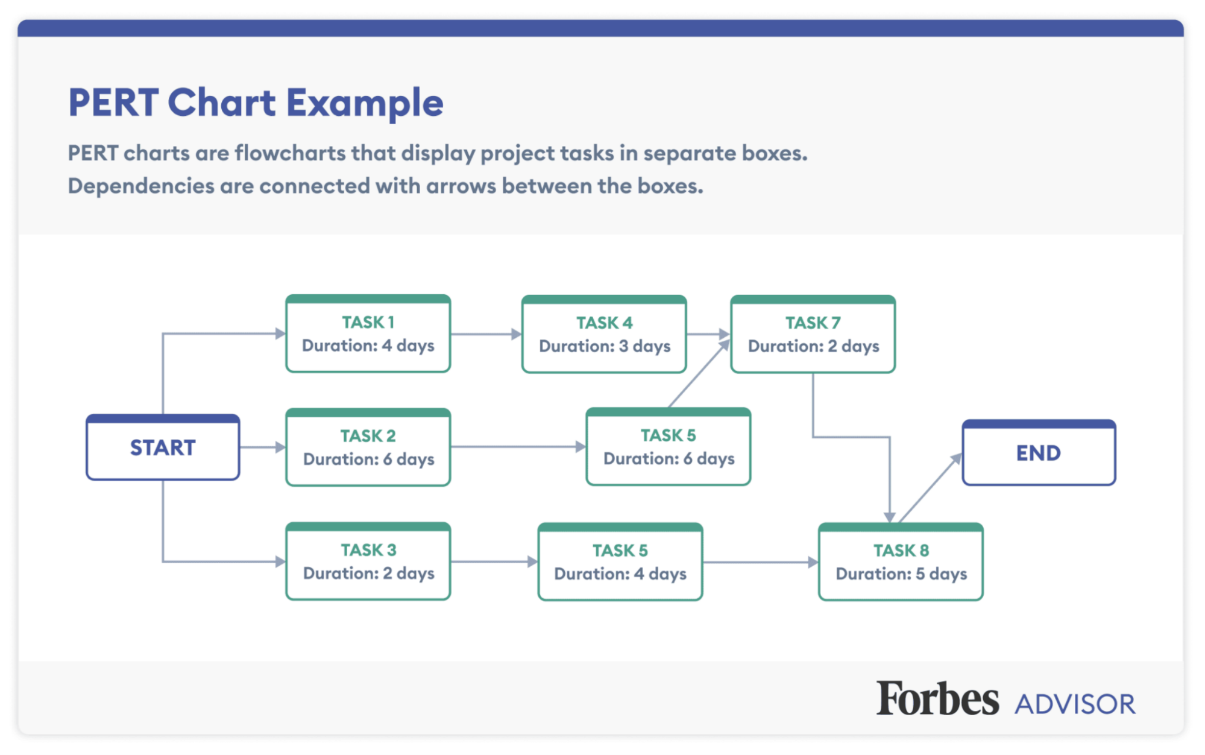 PERT Chart Example
PERT charts are flowcharts that display project tasks in separate boxes.
Dependencies are connected with arrows between the boxes.
TASK 1
Duration: 4 days
TASK 4
Duration: 3 days
TASK 7
Duration: 2 days
START
TASK 2
Duration: 6 days
TASK 5
Duration: 6 days
END
TASK 3
Duration: 2 days
TASK 5
Duration: 4 days
TASK 8
Duration: 5 days
Forbes ADVISOR